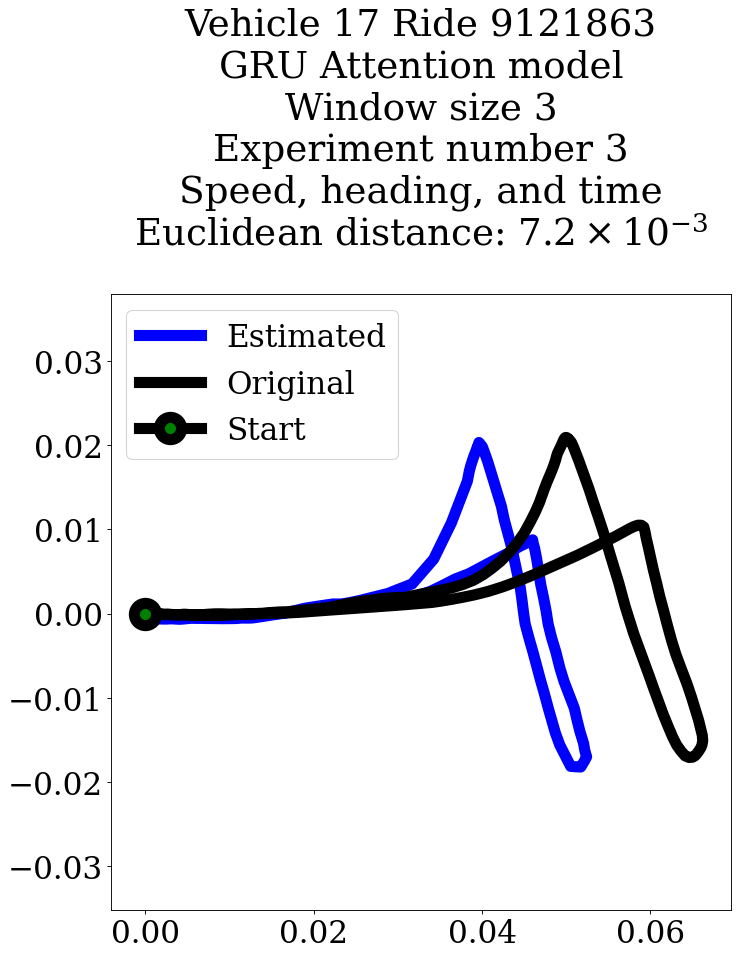 Vehicle 17 Ride 9121863
GRU Attention model
Window size 3
Experiment number 3
Speed, heading, and time
Euclidean distance: 7.2 × 10⁻³
Estimated
Original
Start
0.03
0.02
0.01
0.00
−0.01
−0.02
−0.03
0.00 0.02 0.04 0.06